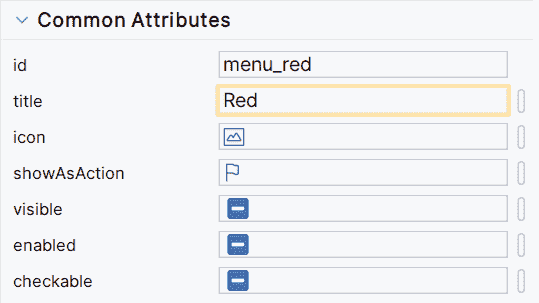 Common Attributes
id menu_red
title Red
icon
showAsAction
visible
enabled
checkable